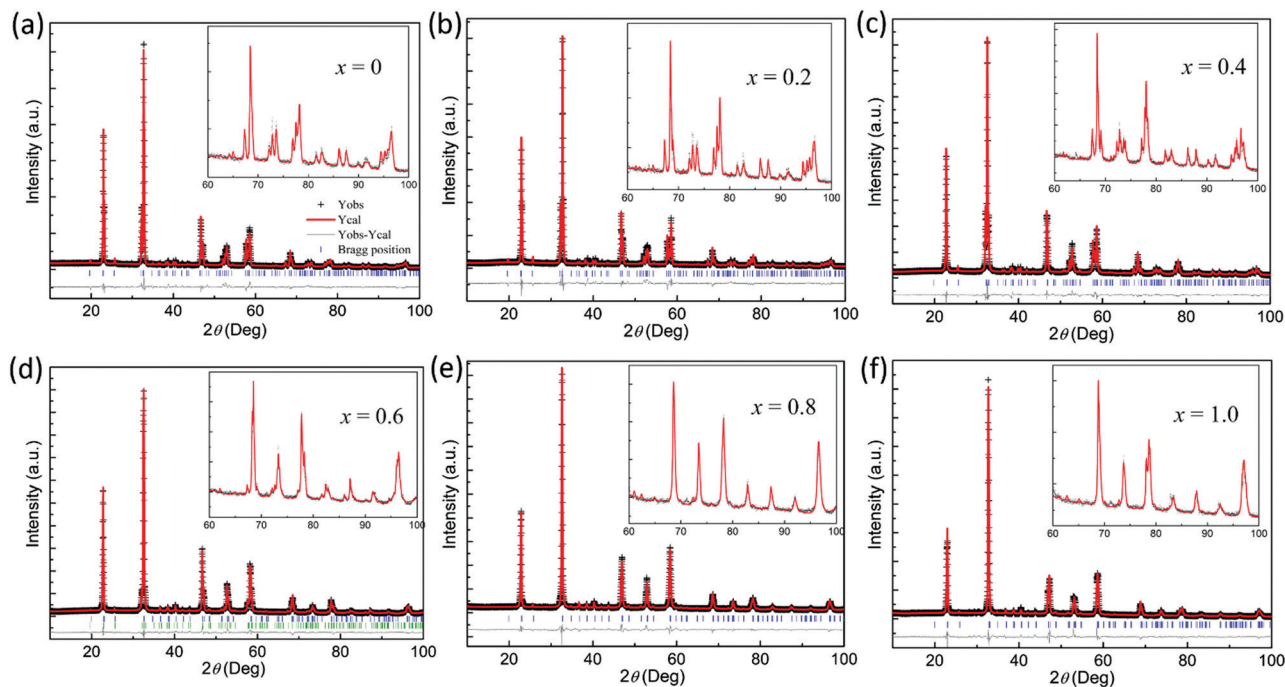 (a)
x = 0
60 70 80 90 100
Yobs
Ycal
Yobs-Ycal
Bragg position
Intensity (a.u.)
20 40 60 80 100
2θ(Deg)
(b)
x = 0.2
60 70 80 90 100
Intensity (a.u.)
20 40 60 80 100
2θ(Deg)
(c)
x = 0.4
60 70 80 90 100
Intensity (a.u.)
20 40 60 80 100
2θ(Deg)
(d)
x = 0.6
60 70 80 90 100
Intensity (a.u.)
20 40 60 80 100
2θ(Deg)
(e)
x = 0.8
60 70 80 90 100
Intensity (a.u.)
20 40 60 80 100
2θ(Deg)
(f)
x = 1.0
60 70 80 90 100
Intensity (a.u.)
20 40 60 80 100
2θ(Deg)